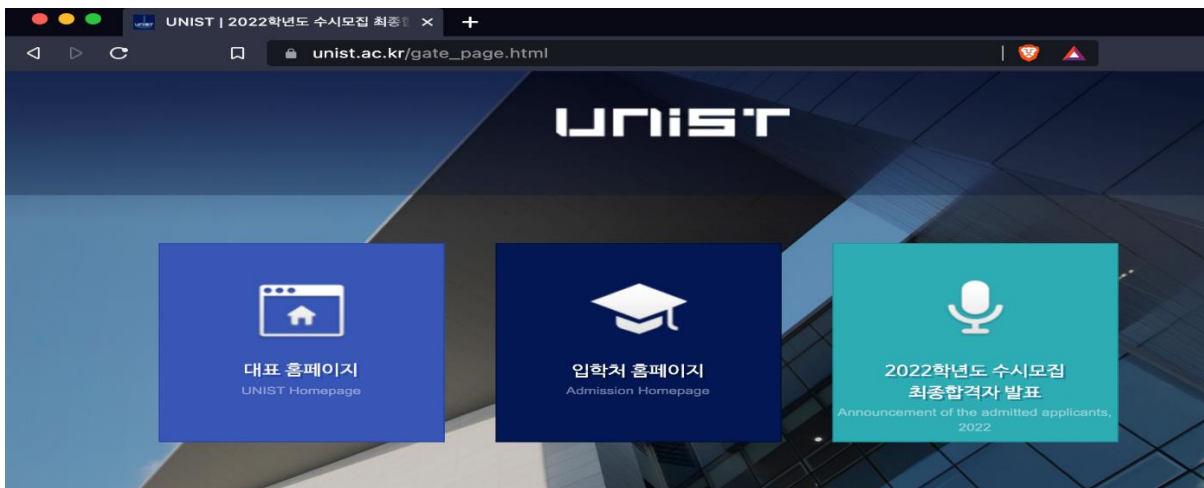 UNIST | 2022학년도 수시모집 최종
unist.ac.kr/gate_page.html
UNIST
대표 홈페이지
UNIST Homepage
입학처 홈페이지
Admission Homepage
2022학년도 수시모집
최종합격자 발표
Announcement of the admitted applicants,
2022